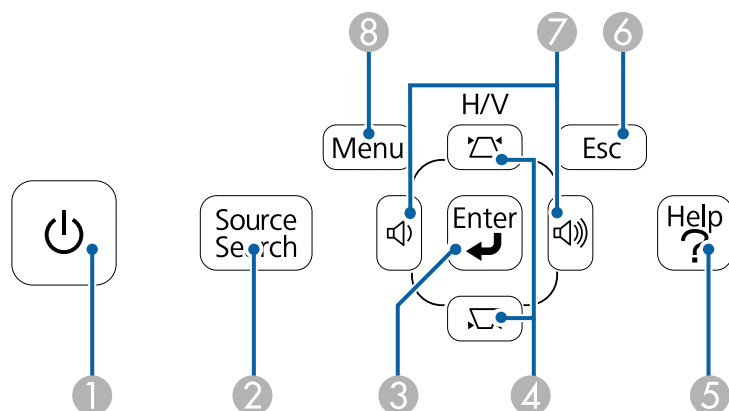 8 7 6
H/V
Menu Esc
Source
Search
Enter
Help
?
1 2 3 4 5